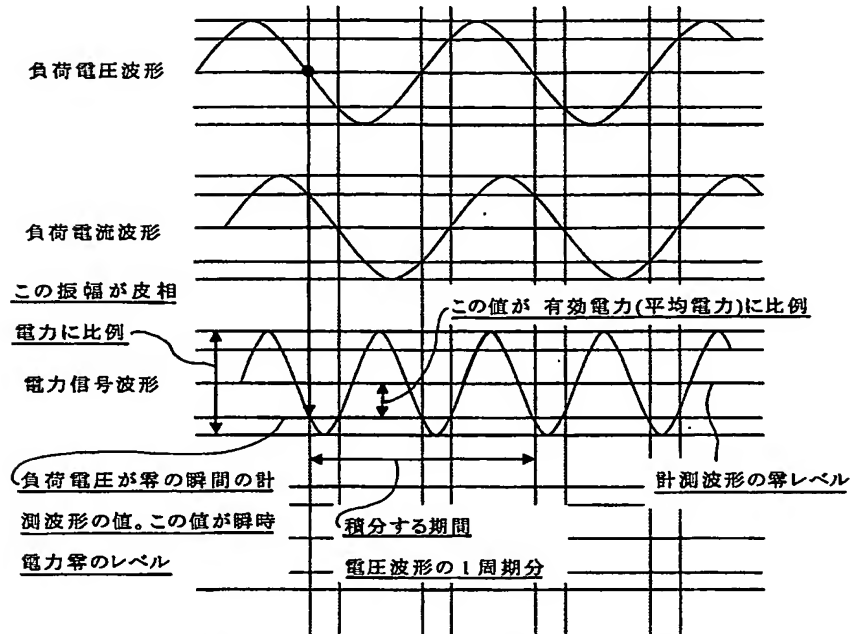 負荷電圧波形
負荷電流波形
この振幅が皮相
電力に比例
この値が 有効電力(平均電力)に比例
電力信号波形
負荷電圧が零の瞬間の計
測波形の値。この値が瞬時
電力零のレベル
積分する期間
電圧波形の1周期分
計測波形の零レベル